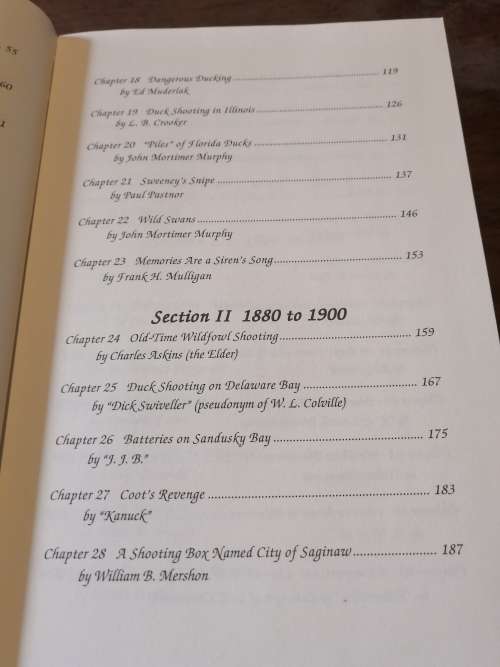 55
60
1
Chapter 18 Dangerous Ducking 119
by Ed Muderlak
Chapter 19 Duck Shooting in Illinois 126
by L. B. Crooker
Chapter 20 "Piles" of Florida Ducks 131
by John Mortimer Murphy
Chapter 21 Sweeney's Snipe 137
by Paul Pastnor
Chapter 22 Wild Swans 146
by John Mortimer Murphy
Chapter 23 Memories Are a Siren's Song 153
by Frank H. Mulligan
Section II 1880 to 1900
Chapter 24 Old-Time Wildfowl Shooting 159
by Charles Askins (the Elder)
Chapter 25 Duck Shooting on Delaware Bay 167
by "Dick Swiveller" (pseudonym of W. L. Colville)
Chapter 26 Batteries on Sandusky Bay 175
by "J. J. B."
Chapter 27 Coot's Revenge 183
by "Kanuck"
Chapter 28 A Shooting Box Named City of Saginaw 187
by William B. Mershon